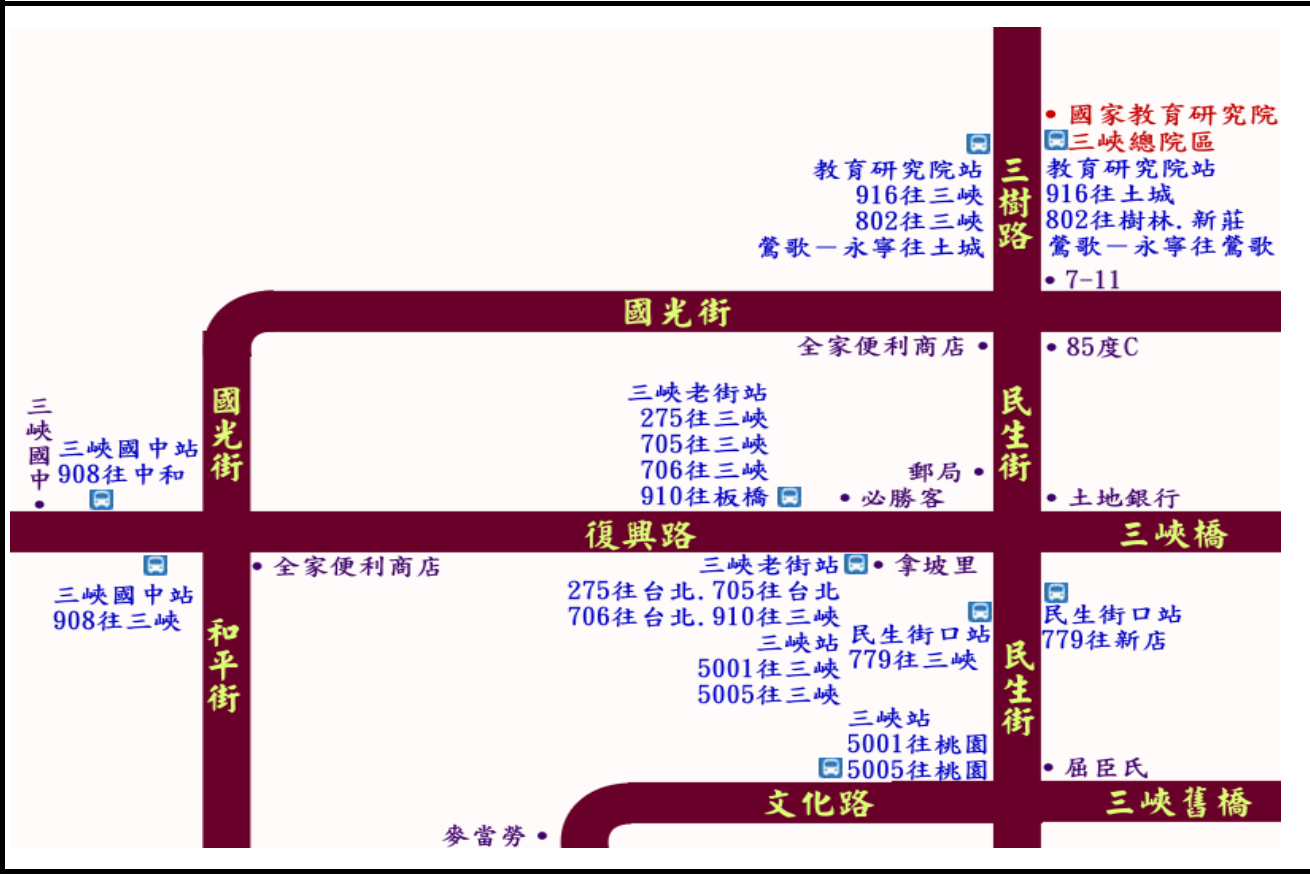 國家教育研究院
三峽總院區
教育研究院站
916往三峽
802往三峽
鶯歌－永寧往土城
三樹路
教育研究院站
916往土城
802往樹林.新莊
鶯歌－永寧往鶯歌
7-11
國光街
全家便利商店
85度C
三峽國中
三峽國中站
908往中和
國光街
三峽老街站
275往三峽
705往三峽
706往三峽
910往板橋
郵局
必勝客
民生街
土地銀行
復興路
三峽橋
三峽國中站
908往三峽
和平街
全家便利商店
三峽老街站
275往台北.705往台北
706往台北.910往三峽
三峽站
5001往三峽
5005往三峽
拿坡里
民生街口站
779往三峽
三峽站
5001往桃園
5005往桃園
民生街
民生街口站
779往新店
屈臣氏
文化路
三峽舊橋
麥當勞